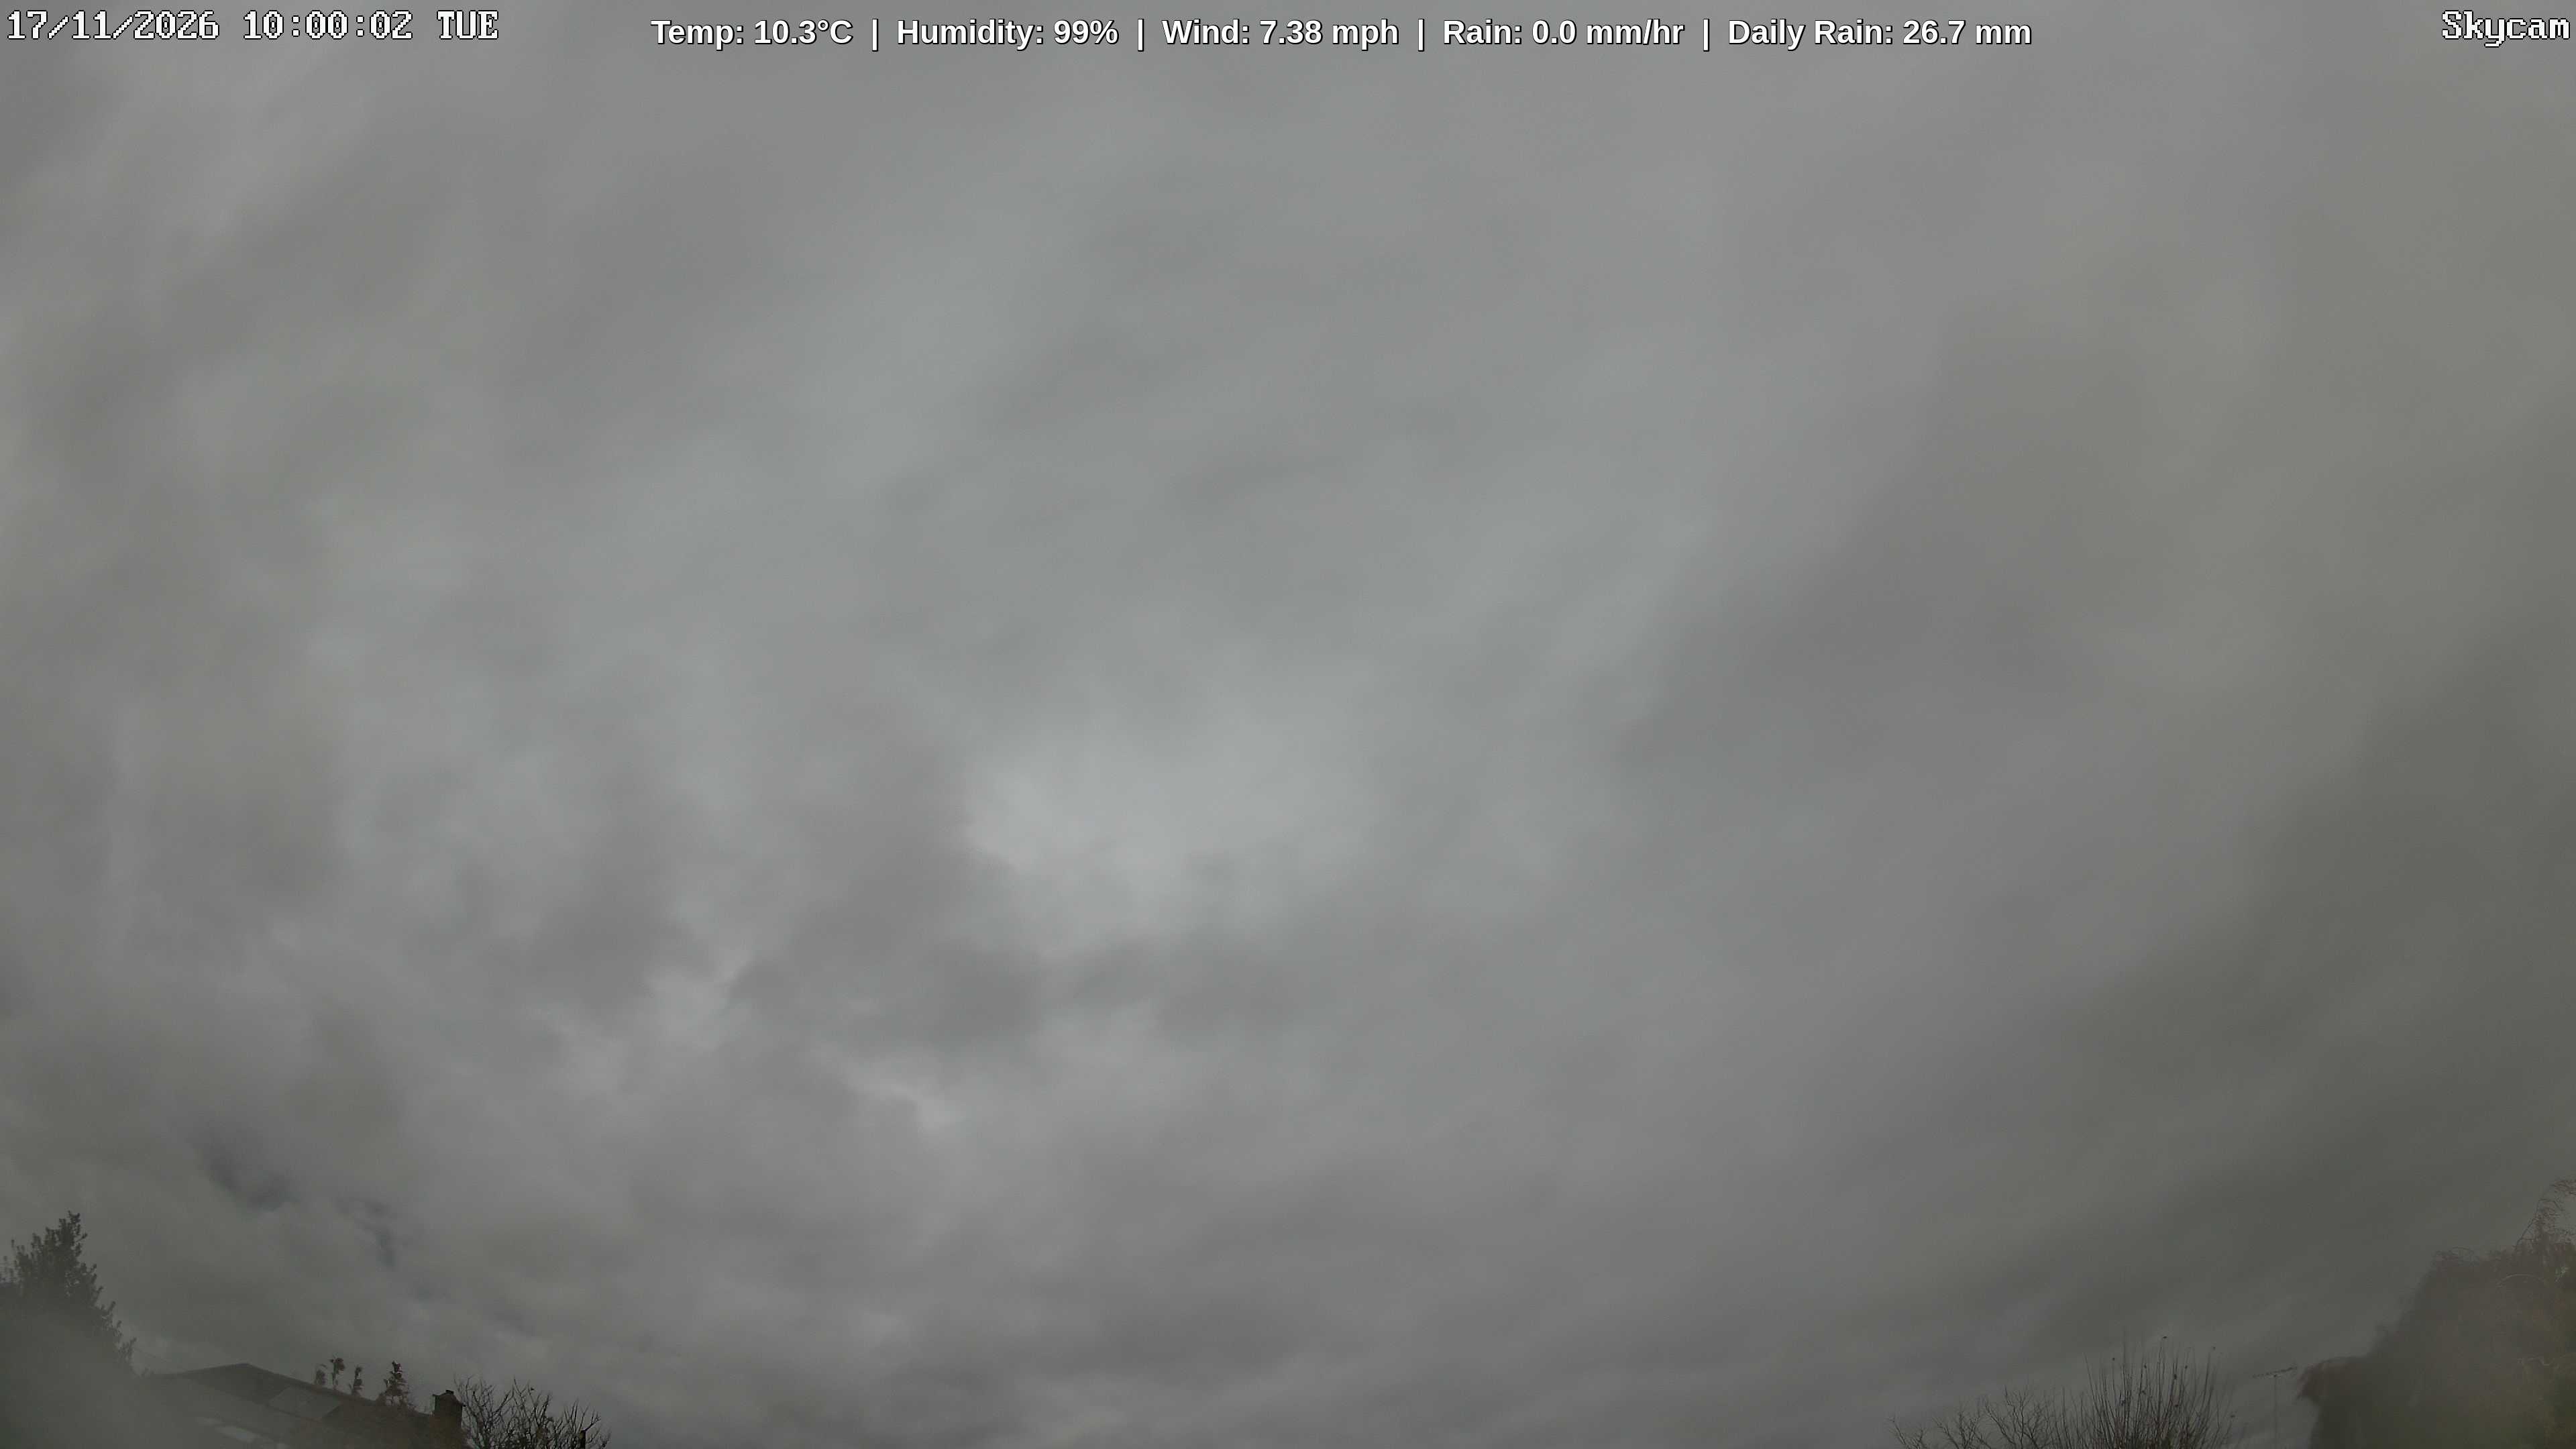 17/11/2026 10:00:02 TUE
Temp: 10.3°C | Humidity: 99% | Wind: 7.38 mph | Rain: 0.0 mm/hr | Daily Rain: 26.7 mm
Skycam